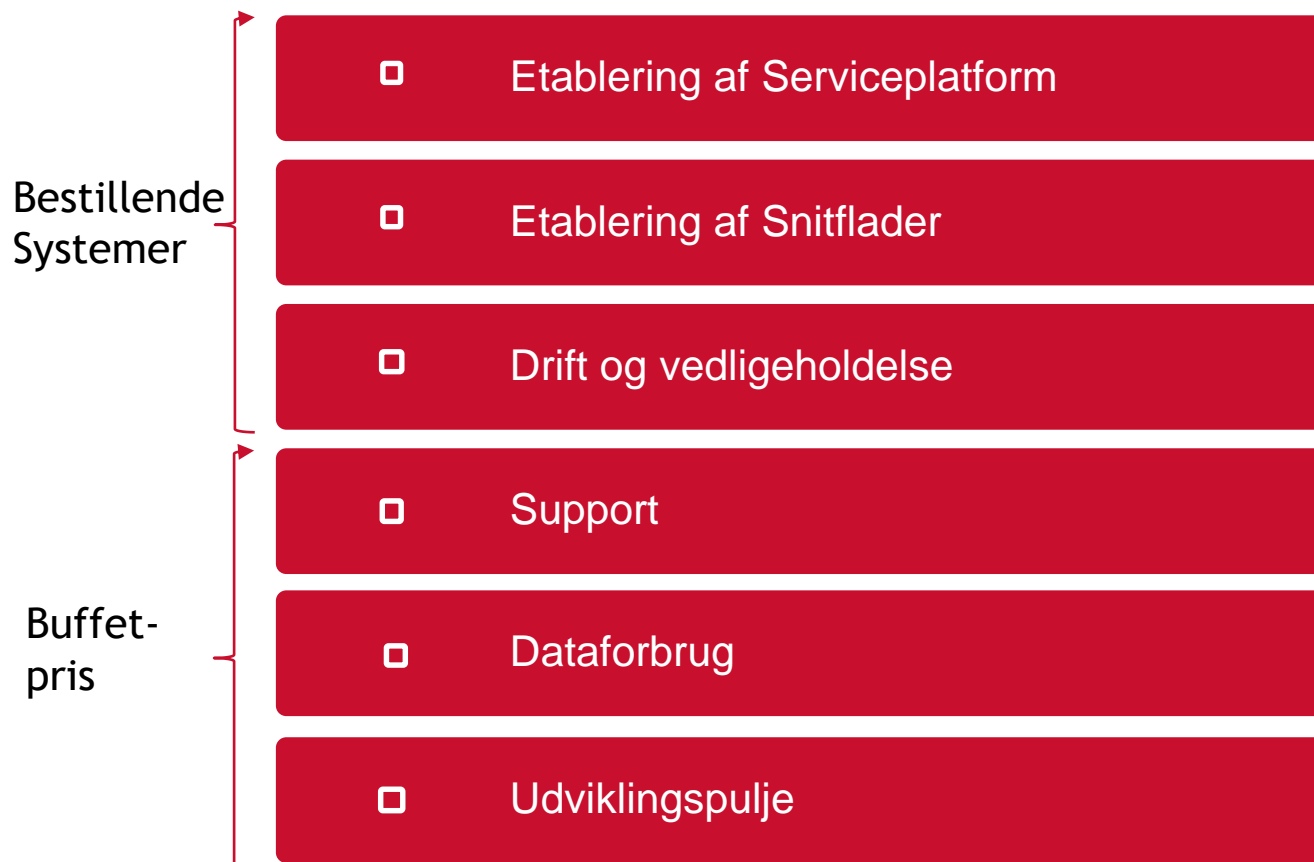 Bestillende
Systemer
Etablering af Serviceplatform
Etablering af Snitflader
Drift og vedligeholdelse
Buffet-
pris
Support
Dataforbrug
Udviklingspulje